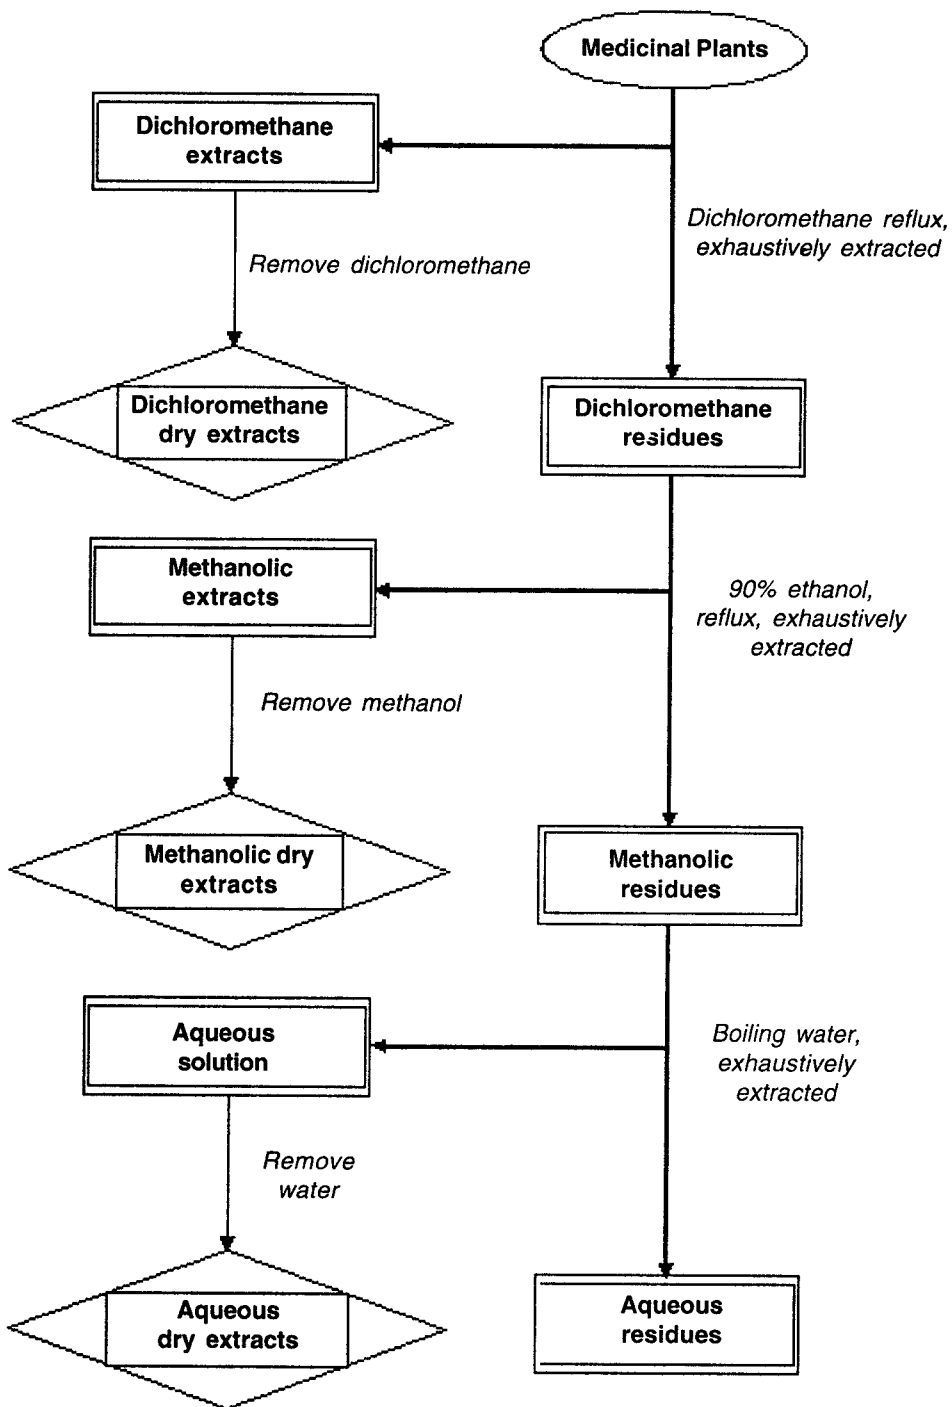 Medicinal Plants
Dichloromethane
extracts
Dichloromethane reflux,
exhaustively extracted
Remove dichloromethane
Dichloromethane
dry extracts
Dichloromethane
residues
Methanolic
extracts
90% ethanol,
reflux, exhaustively
extracted
Remove methanol
Methanolic dry
extracts
Methanolic
residues
Aqueous
solution
Boiling water,
exhaustively
extracted
Remove
water
Aqueous
dry extracts
Aqueous
residues